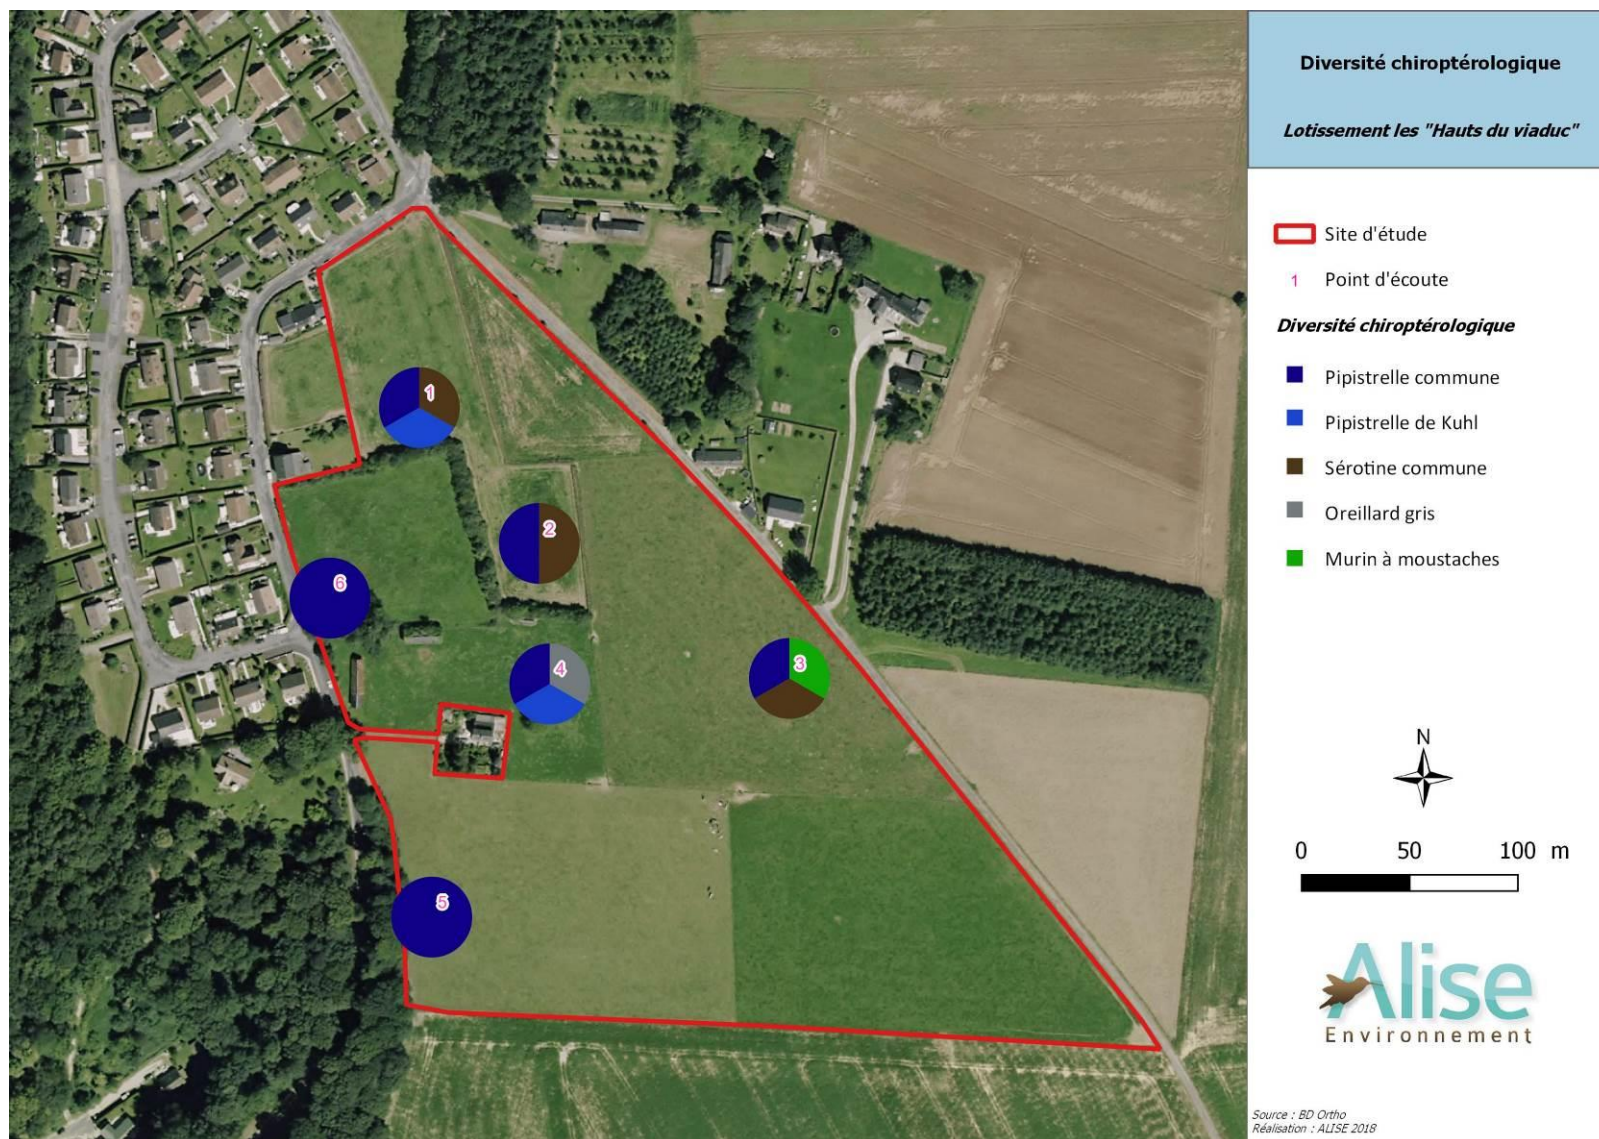 Diversité chiroptérologique
Lotissement les "Hauts du viaduc"
Site d'étude
1 Point d'écoute
Diversité chiroptérologique
Pipistrelle commune
Pipistrelle de Kuhl
Sérotine commune
Oreillard gris
Murin à moustaches
1
2
6
4
3
5
N
0 50 100 m
Alise
Environnement
Source : BD Ortho
Réalisation : ALISE 2018